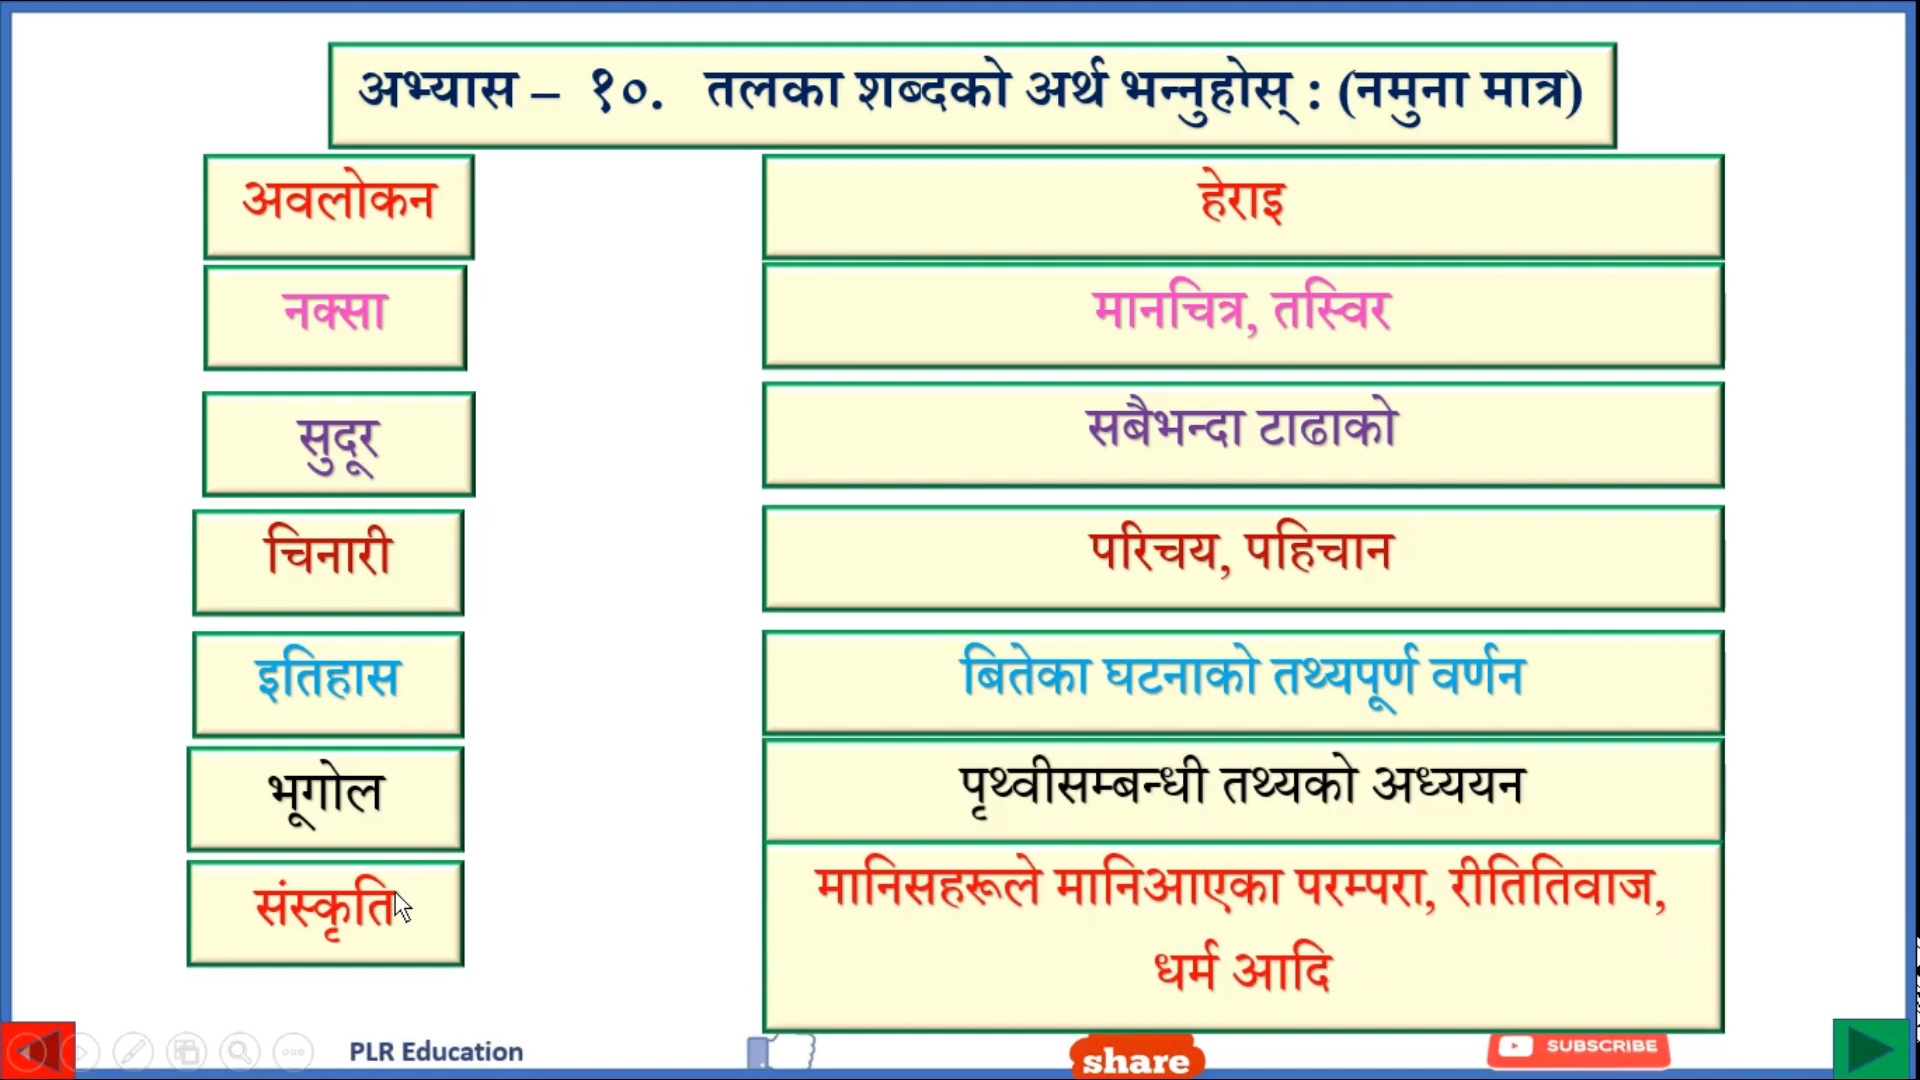 अभ्यास – १०. तलका शब्दको अर्थ भन्नुहोस् : (नमुना मात्र)
अवलोकन
हेराइ
नक्सा
मानचित्र, तस्विर
सुदूर
सबैभन्दा टाढाको
चिनारी
परिचय, पहिचान
इतिहास
बितेका घटनाको तथ्यपूर्ण वर्णन
भूगोल
पृथ्वीसम्बन्धी तथ्यको अध्ययन
संस्कृति
मानिसहरूले मानिआएका परम्परा, रीतितिवाज,
धर्म आदि
PLR Education
share
SUBSCRIBE